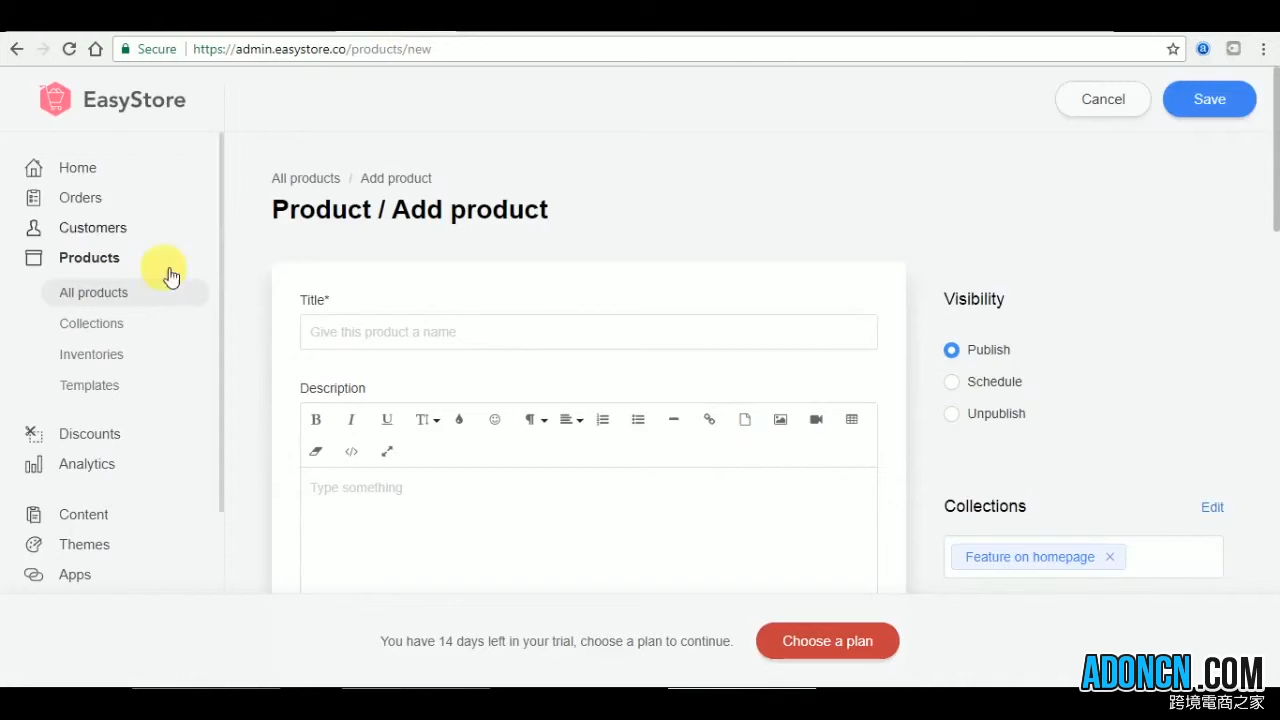 Secure https://admin.easystore.co/products/new
EasyStore
Cancel
Save
Home
Orders
Customers
Products
All products
Collections
Inventories
Templates
Discounts
Analytics
Content
Themes
Apps
All products / Add product
Product / Add product
Title*
Give this product a name
Description
Type something
Visibility
Publish
Schedule
Unpublish
Collections
Edit
Feature on homepage
You have 14 days left in your trial, choose a plan to continue.
Choose a plan
ADONCN.COM
跨境電商之家